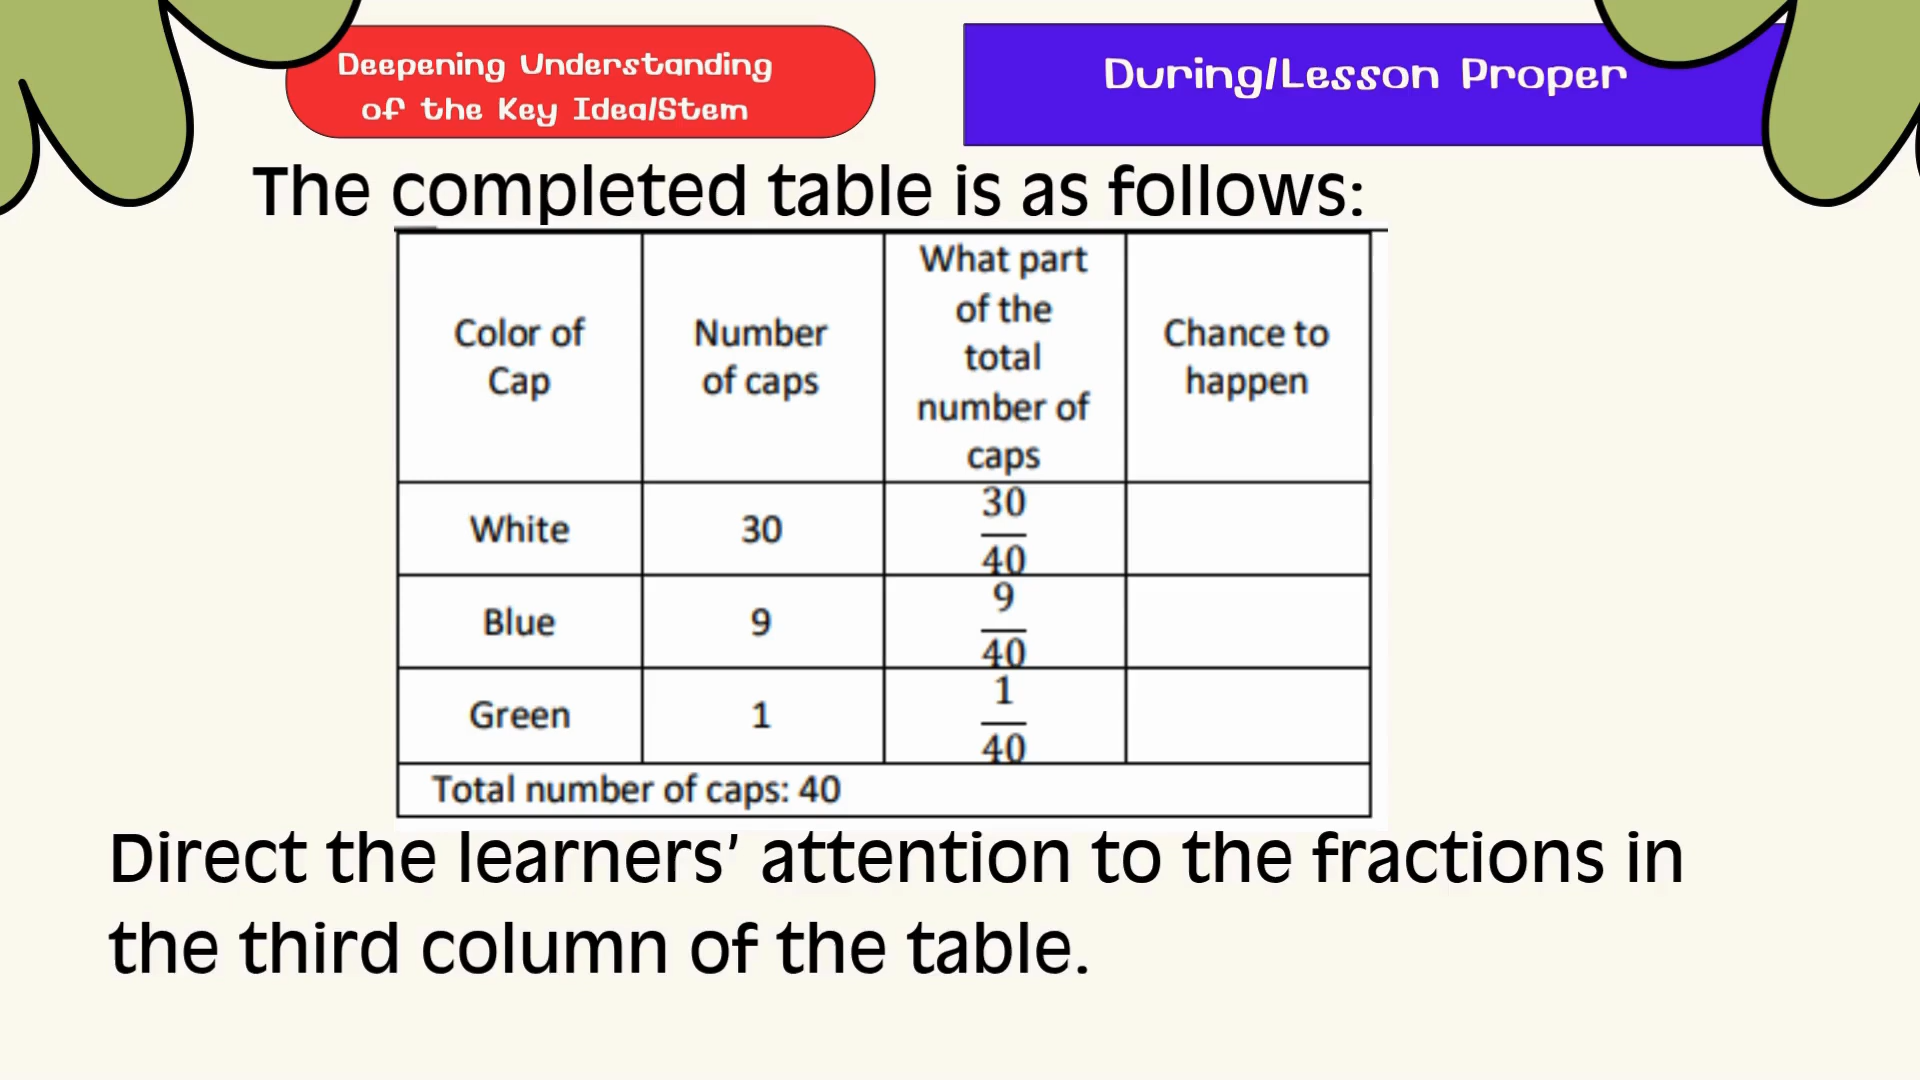 Deepening Understanding
of the Key Idea/Stem
During/Lesson Proper
The completed table is as follows:
Color of
Cap
Number
of caps
What part
of the
total
number of
caps
Chance to
happen
White
30
30
40
Blue
9
9
40
Green
1
1
40
Total number of caps: 40
Direct the learners’ attention to the fractions in
the third column of the table.